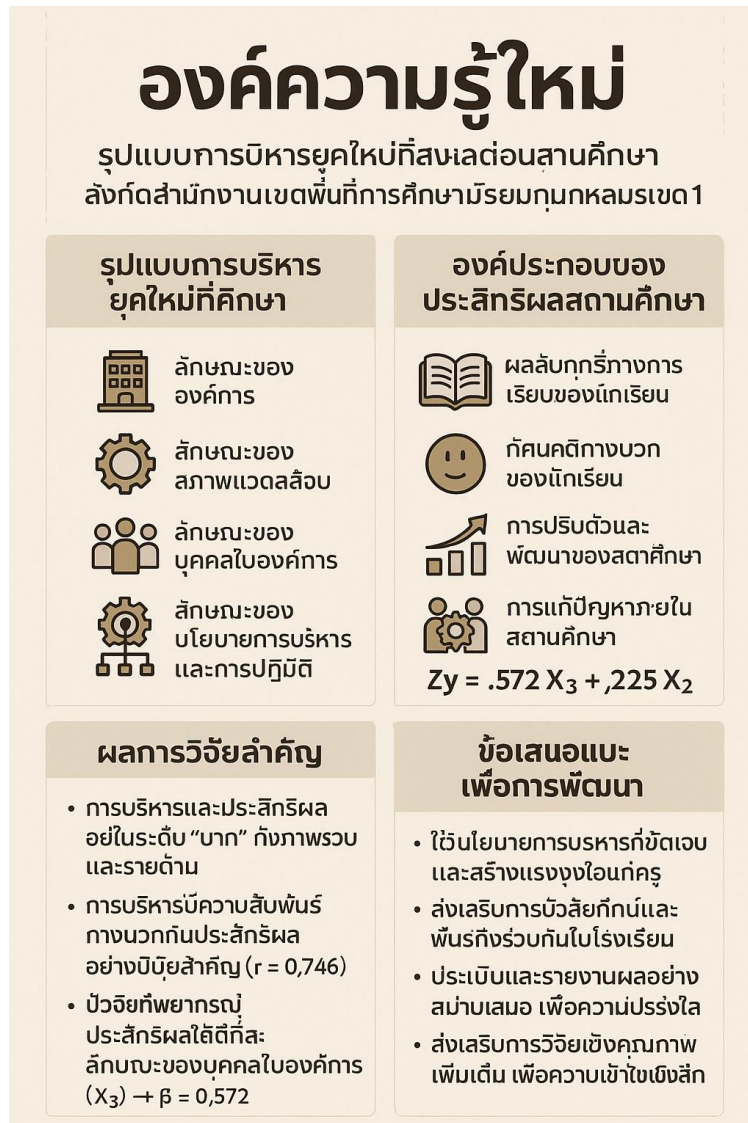 องค์ความรู้ใหม่
รุปแบบการบิหารยูคใหม่ที่สงเลต่อนสานคึกษา
ลังกํดสำมักงานเขตพื้นที่การศึกษามัรยมกุมกหลมรเขด1
รุปแบบการบริหาร
ยุคใหม่ที่คิกษา
ลักษณะของ
องค์การ
สักษณะของ
สภาพแวดสส้อบ
ลักษณะของ
บุคคลใบองค์การ
สักษณะของ
บโยบายการบริหาร
และการปฏิมัติ
องค์ประกอบของ
ประสิทริผลสถานคึกษา
ผลลับกุกริ์ทางการ
เรียบของแ้กเรียน
กัศนคติกางบวก
ของแ้กเรียน
การปริบตัวและ
พัฒนาของสตาศึกษา
การแก้ปัญหาภายใน
สถานคึกษา
Zy = .572 X₃ + ,225 X₂
ผลการวิจัยลำคัญ
• การบริหารและประสิกริผล
อย่ในระดับ “บาก” กังภาพรวบ
และรายด้าน
• การบริหารบีความสับพันร์
กางนวกกันประสักริผล
อย่างบิบัยสำคัญ (r = 0,746)
• ปัวจัยที่พยากรณุ์
ประสักริผลใด้ดีที่สะ
ลักบณะของบุคคลใบองค์การ
(X₃) → β = 0,572
ข้อเสนอแบะ
เพื่อการพัฒนา
• ใต้วนโยบายการบรหารกี่ขัดเจบ
และสร้างแรงจุงใอแก่ครู
• ล่งเลริบการบัวสัยกึกน์และ
พันร์กึงร่วบกันใบโรงเรียน
• ประเบิบและรายงานผลอย่าง
สม่าบเสมอ เพื่อความปรร่งใล
• ส่งเสริบการวิจัยเซิงคุณภาพ
เพิ่มเติ้น เพื่อความเข้าใจเซิงสึก